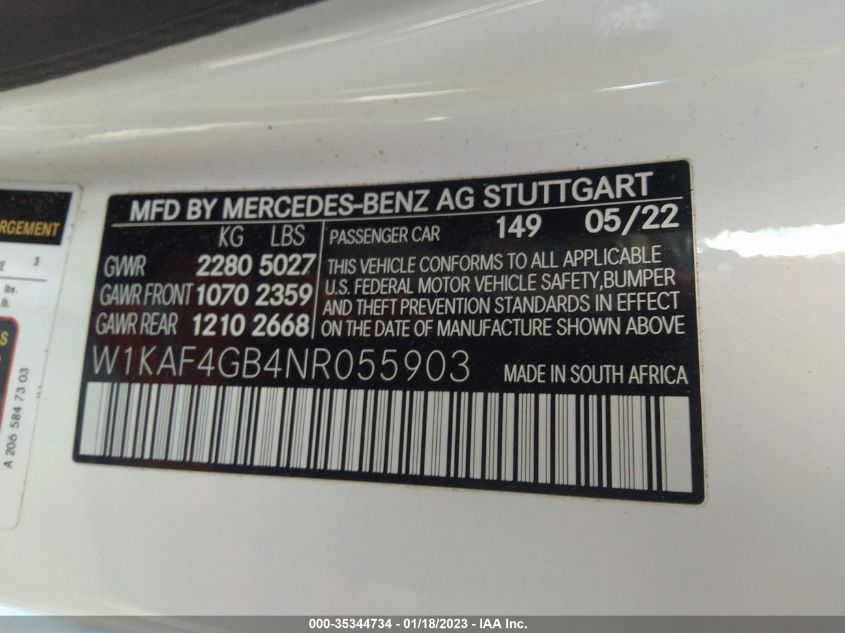 RGEMENT
3
lbs.
lb.
A 206 584 73 03
MFD BY MERCEDES-BENZ AG STUTTGART
KG LBS
GVWR 2280 5027
GAWR FRONT 1070 2359
GAWR REAR 1210 2668
PASSENGER CAR 149 05/22
THIS VEHICLE CONFORMS TO ALL APPLICABLE
U.S. FEDERAL MOTOR VEHICLE SAFETY,BUMPER
AND THEFT PREVENTION STANDARDS IN EFFECT
ON THE DATE OF MANUFACTURE SHOWN ABOVE
W1KAF4GB4NR055903 MADE IN SOUTH AFRICA
000-35344734 - 01/18/2023 - IAA Inc.